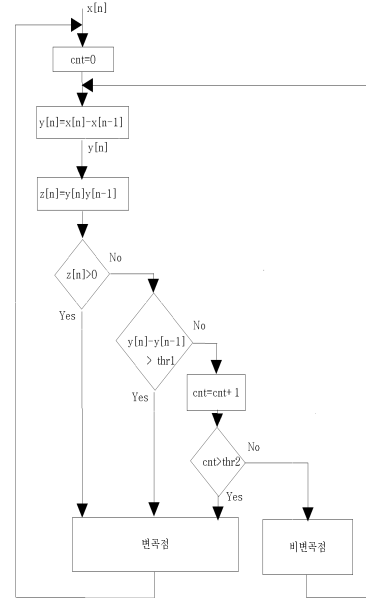 x[n]
cnt=0
y[n]=x[n]-x[n-1]
y[n]
z[n]=y[n]y[n-1]
z[n]>0
No
Yes
y[n]-y[n-1]
> thr1
No
Yes
cnt=cnt+1
cnt>thr2
No
Yes
변곡점
비변곡점